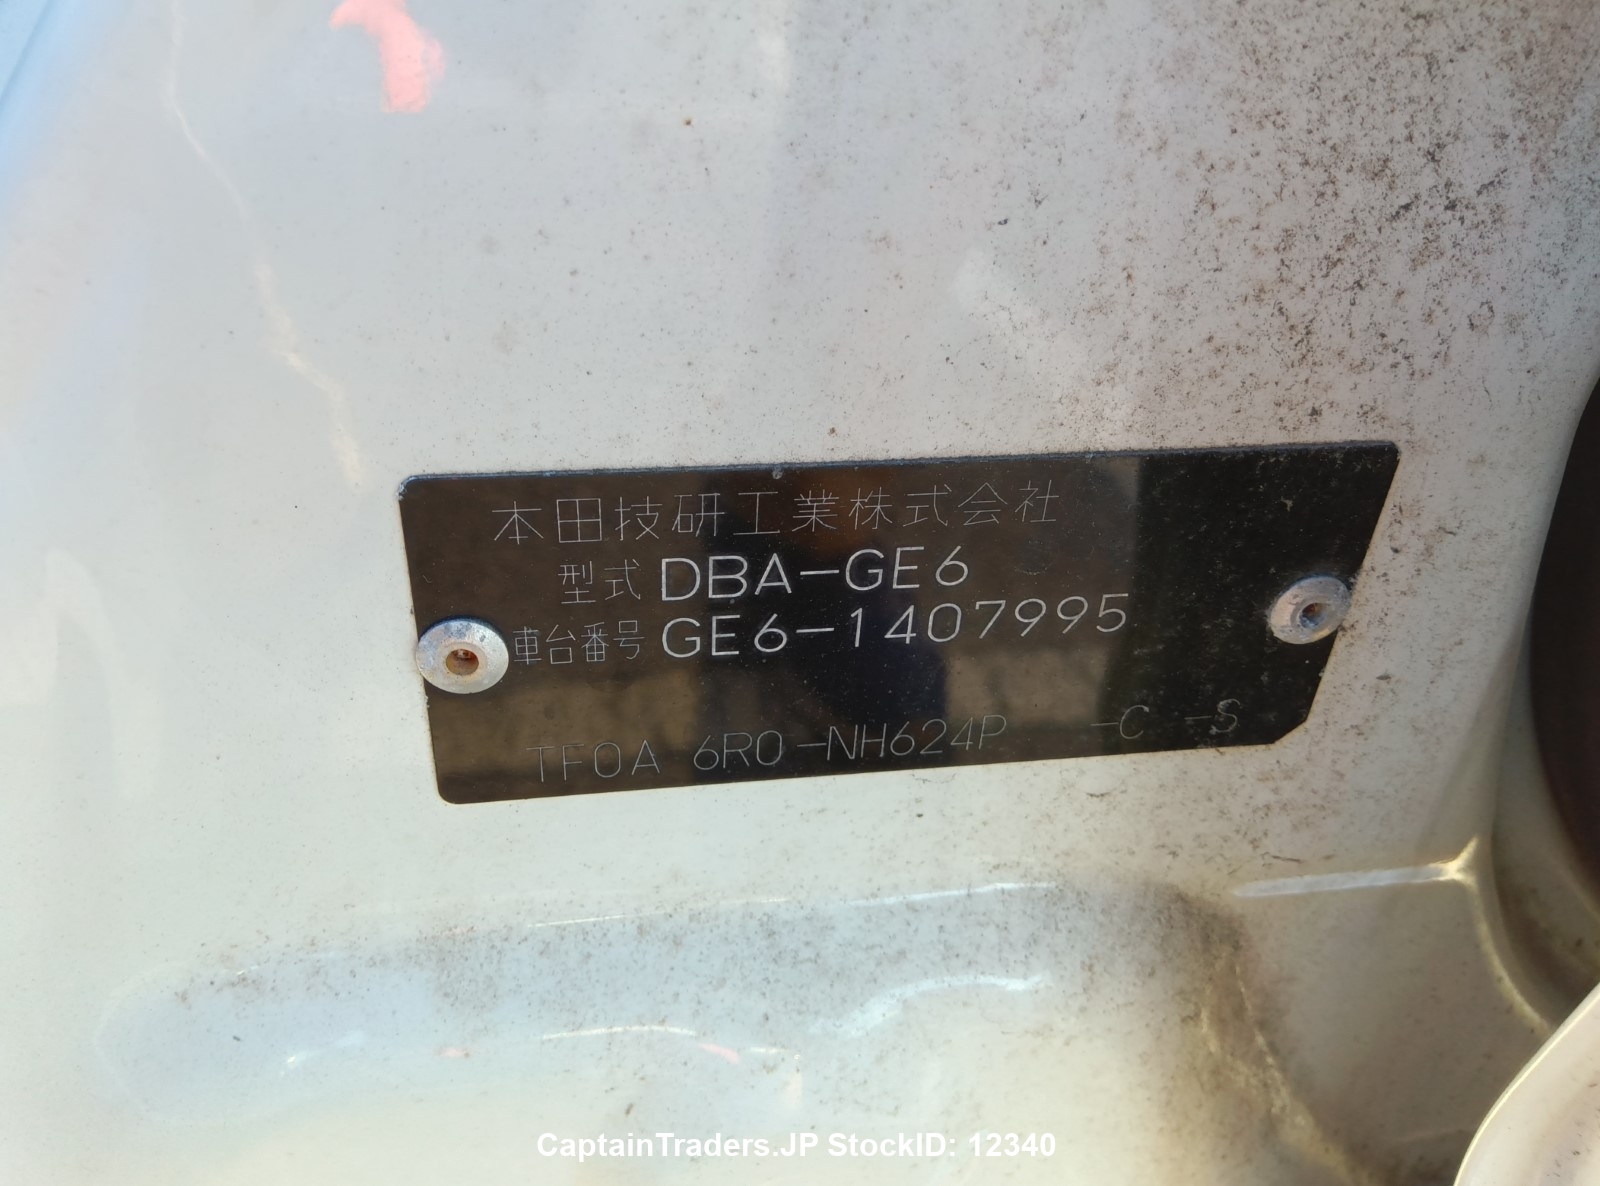 本田技研工業株式会社
型式 DBA-GE6
車台番号 GE6-1407995
TF0A 6R0-NH624P -C -S
CaptainTraders.JP StockID: 12340